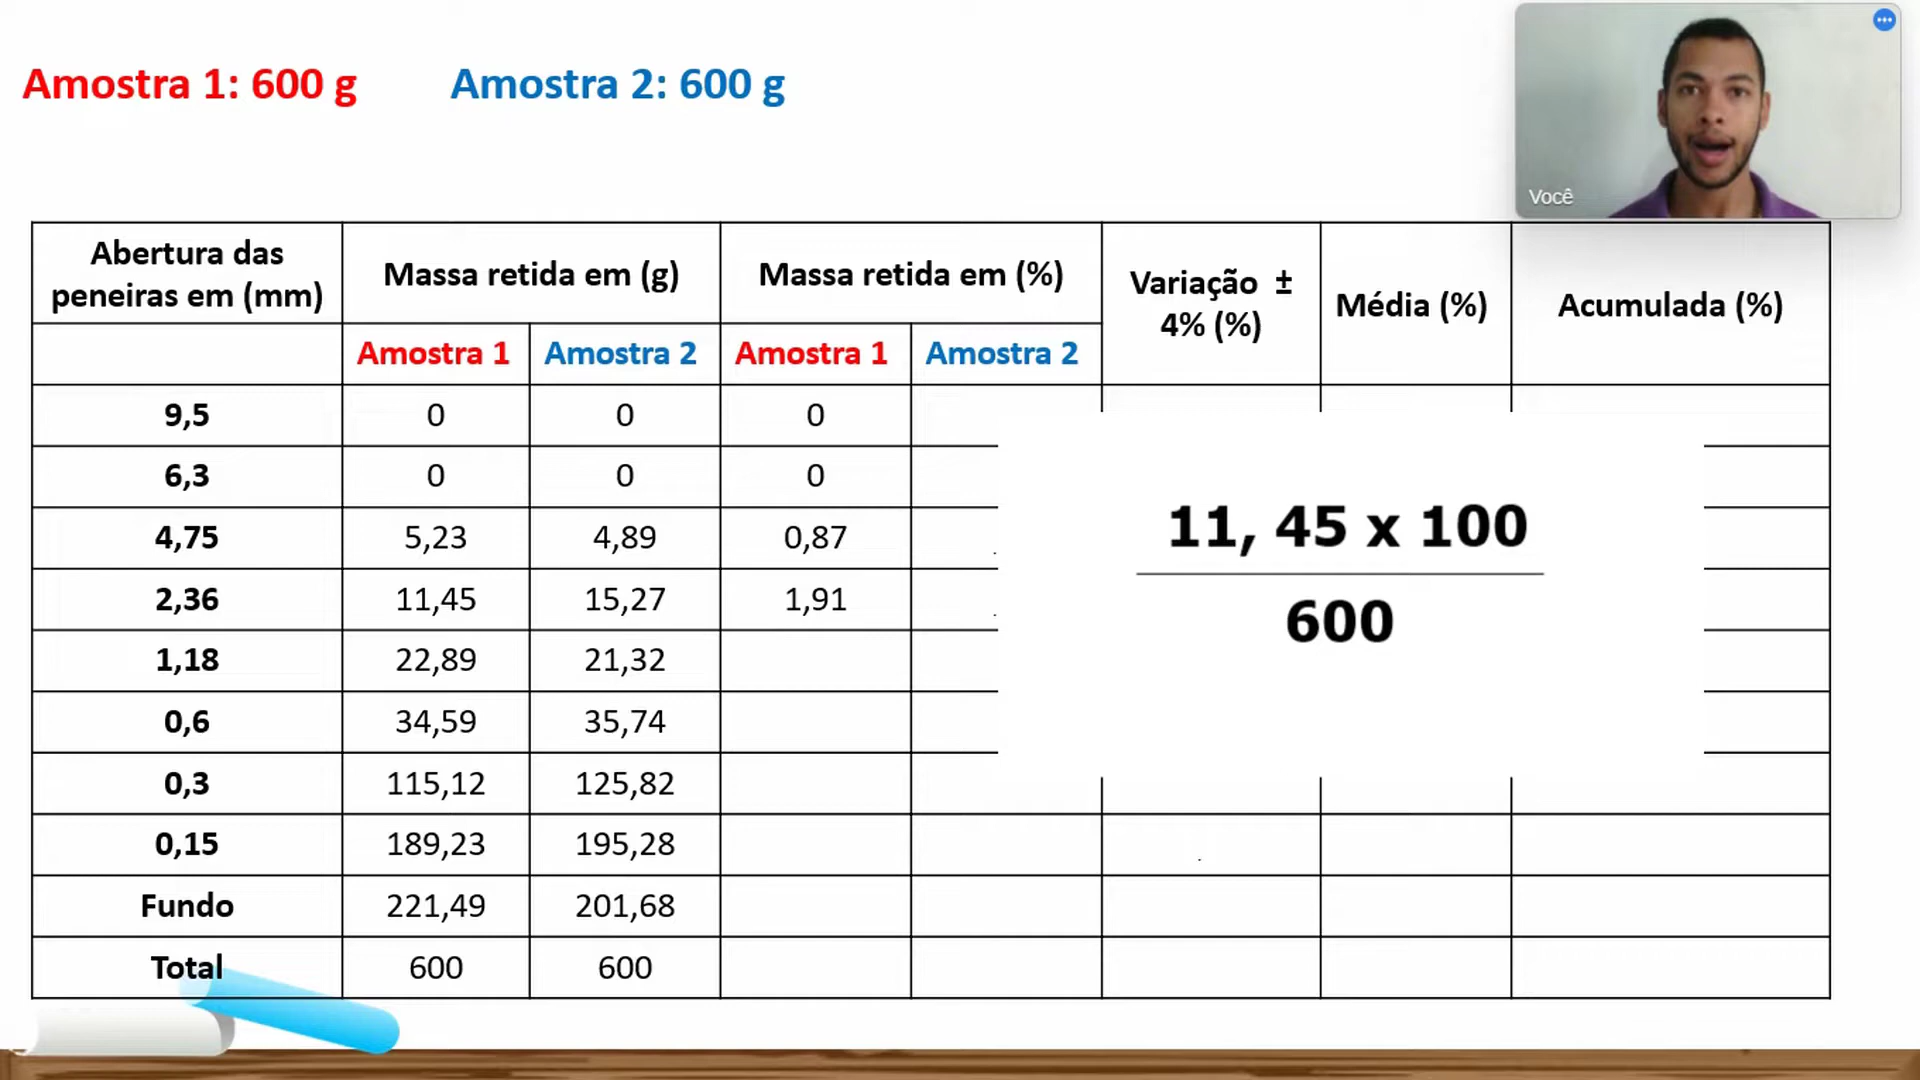 Amostra 1: 600 g Amostra 2: 600 g
Você
Abertura das peneiras em (mm) Massa retida em (g) Massa retida em (%) Variação ± 4% (%) Média (%) Acumulada (%)
Amostra 1 Amostra 2 Amostra 1 Amostra 2
9,5 0 0 0
6,3 0 0 0
4,75 5,23 4,89 0,87
2,36 11,45 15,27 1,91
1,18 22,89 21,32
0,6 34,59 35,74
0,3 115,12 125,82
0,15 189,23 195,28
Fundo 221,49 201,68
Total 600 600
11, 45 x 100
600